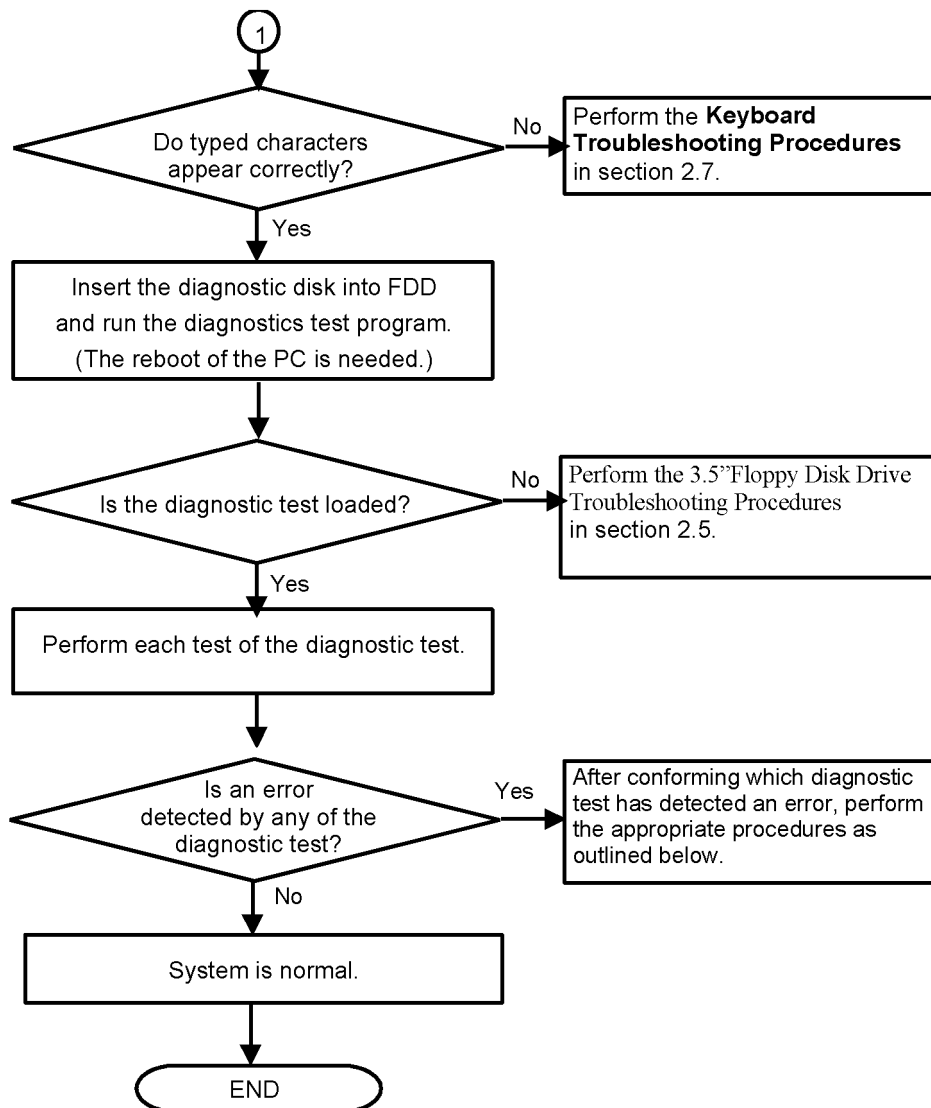 1
Do typed characters
appear correctly?
No
Perform the Keyboard
Troubleshooting Procedures
in section 2.7.
Yes
Insert the diagnostic disk into FDD
and run the diagnostics test program.
(The reboot of the PC is needed.)
Is the diagnostic test loaded?
No
Perform the 3.5”Floppy Disk Drive
Troubleshooting Procedures
in section 2.5.
Yes
Perform each test of the diagnostic test.
Is an error
detected by any of the
diagnostic test?
Yes
After conforming which diagnostic
test has detected an error, perform
the appropriate procedures as
outlined below.
No
System is normal.
END